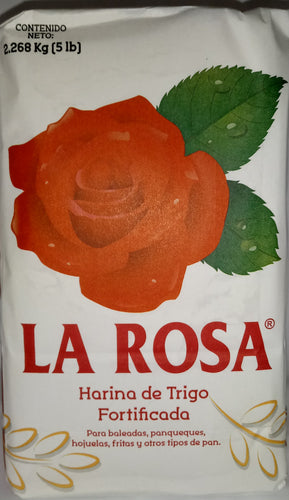 CONTENIDO
NETO:
2.268 Kg (5 lb)
LA ROSA®
Harina de Trigo
Fortificada
Para baleadas, panqueques,
hojuelas, fritas y otros tipos de pan.